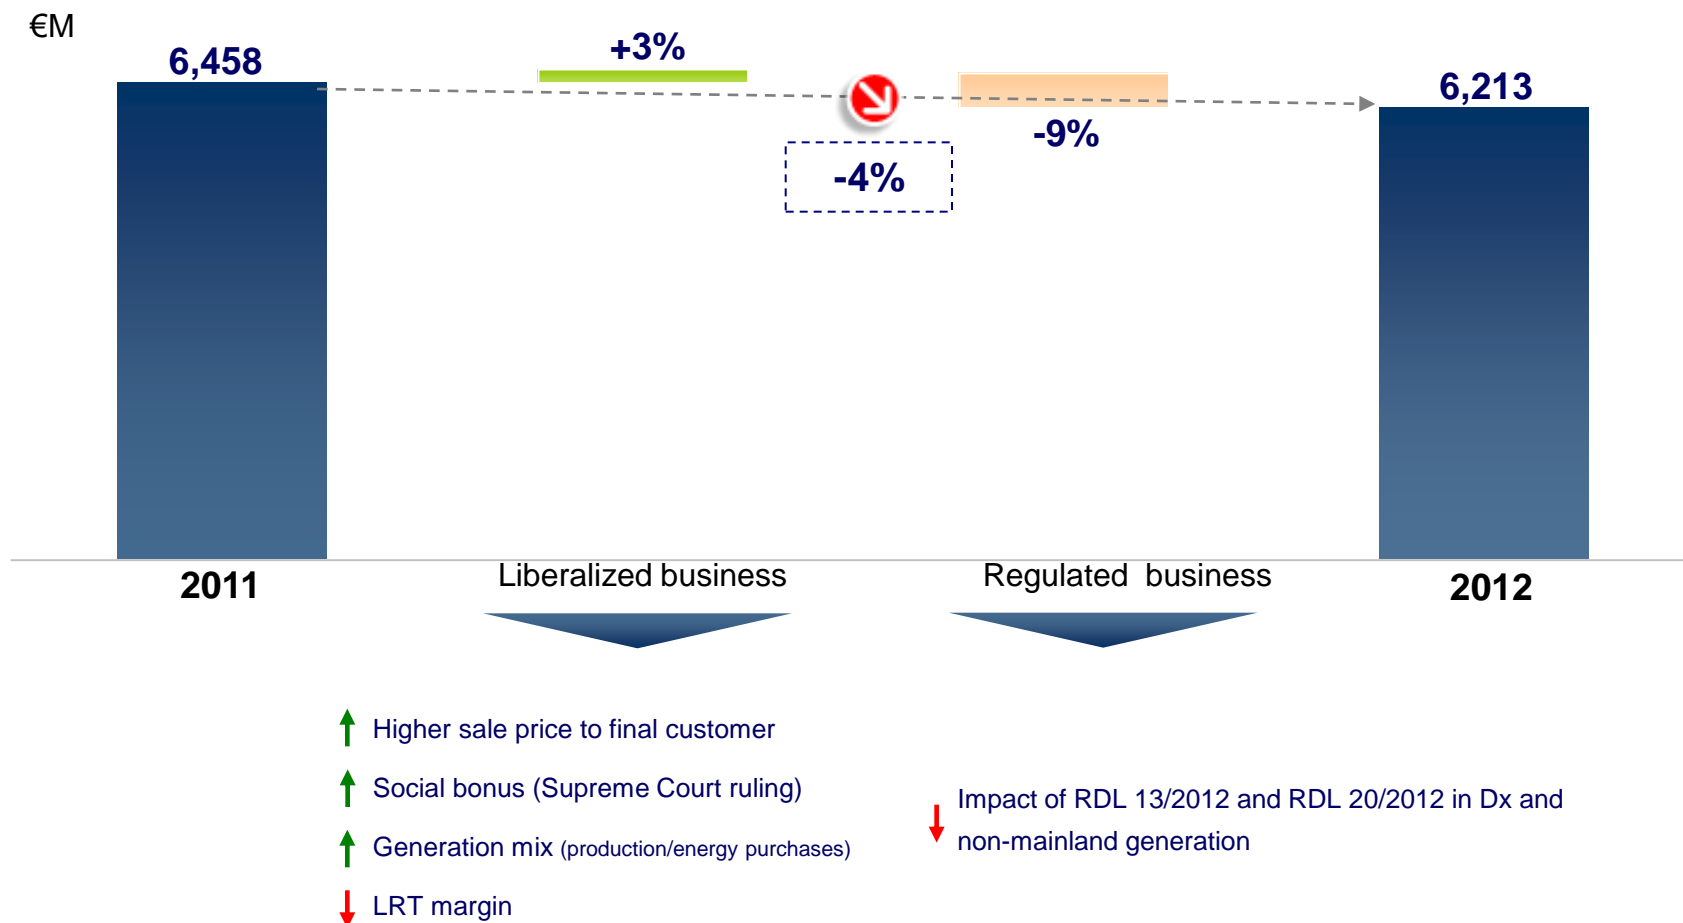 €M
6,458
+3%
-4%
-9%
6,213
2011
Liberalized business
Regulated business
2012
Higher sale price to final customer
Social bonus (Supreme Court ruling)
Generation mix (production/energy purchases)
LRT margin
Impact of RDL 13/2012 and RDL 20/2012 in Dx and
non-mainland generation